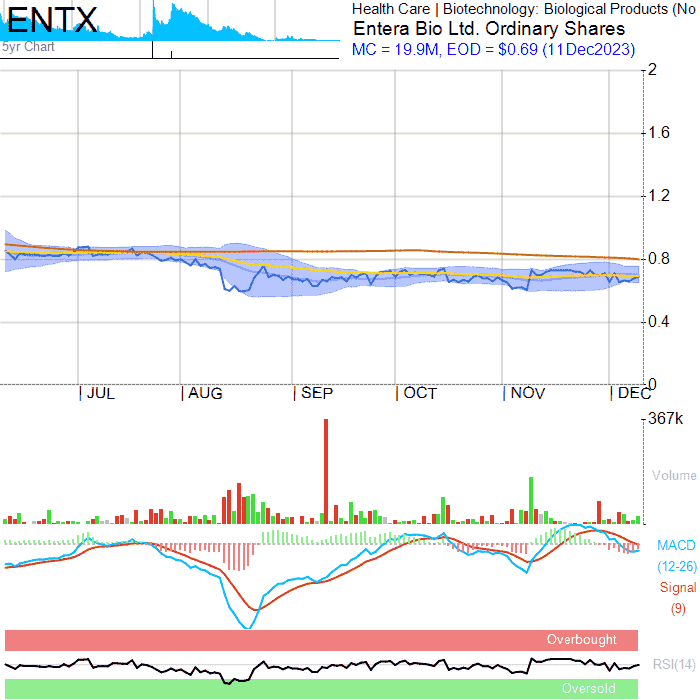 ENTX
5yr Chart
Health Care | Biotechnology: Biological Products (No
Entera Bio Ltd. Ordinary Shares
MC = 19.9M, EOD = $0.69 (11Dec2023)
2
1.6
1.2
0.8
0.4
0
| JUL | AUG | SEP | OCT | NOV | DEC
367k
Volume
MACD
(12-26)
Signal
(9)
Overbought
RSI(14)
Oversold